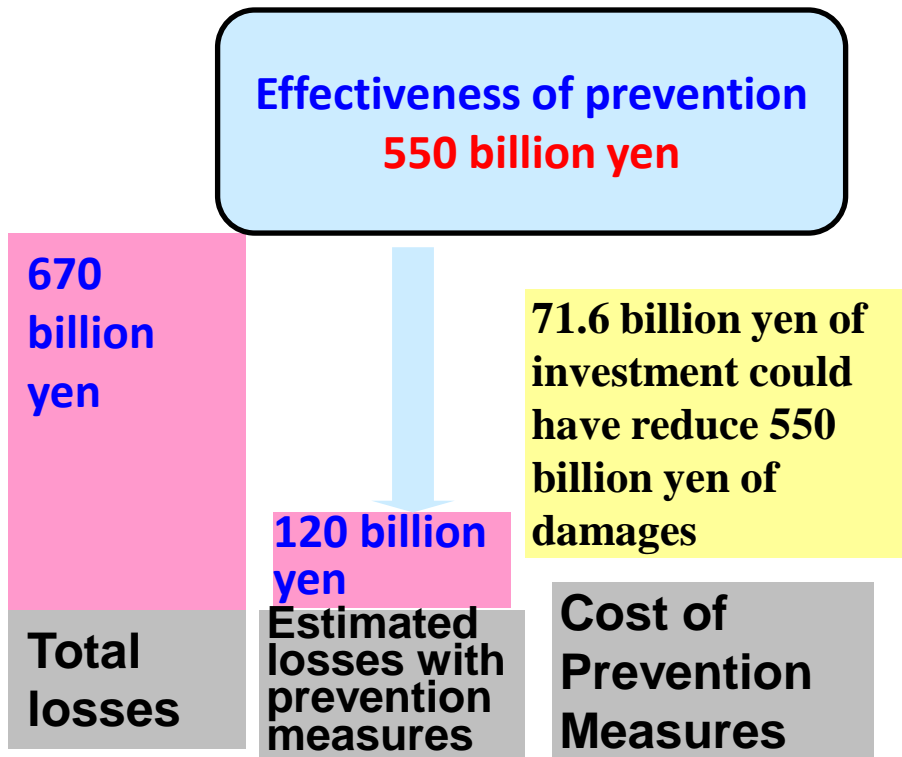 Effectiveness of prevention
550 billion yen
670
billion
yen
71.6 billion yen of
investment could
have reduce 550
billion yen of
damages
120 billion
yen
Total
losses
Estimated
losses with
prevention
measures
Cost of
Prevention
Measures